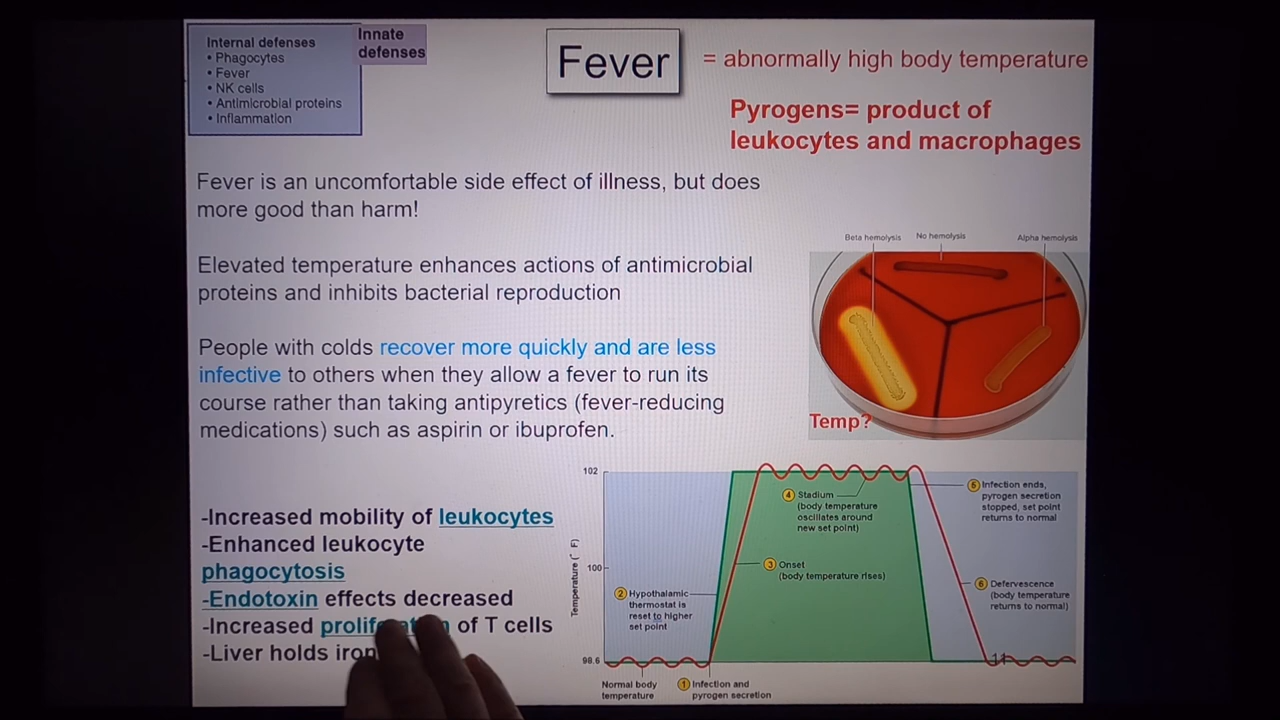 Internal defenses
• Phagocytes
• Fever
• NK cells
• Antimicrobial proteins
• Inflammation
Innate
defenses
Fever
= abnormally high body temperature
Pyrogens= product of
leukocytes and macrophages
Fever is an uncomfortable side effect of illness, but does
more good than harm!
Elevated temperature enhances actions of antimicrobial
proteins and inhibits bacterial reproduction
People with colds recover more quickly and are less
infective to others when they allow a fever to run its
course rather than taking antipyretics (fever-reducing
medications) such as aspirin or ibuprofen.
Beta hemolysis
No hemolysis
Alpha hemolysis
Temp?
-Increased mobility of leukocytes
-Enhanced leukocyte
phagocytosis
-Endotoxin effects decreased
-Increased of T cells
-Liver holds iron
Temperature (˚F)
102
100
98.6
Normal body
temperature
1 Infection and
pyrogen secretion
2 Hypothalamic
thermostat is
reset to higher
set point
3 Onset
(body temperature rises)
4 Stadium
(body temperature
oscillates around
new set point)
5 Infection ends,
pyrogen secretion
stopped, set point
returns to normal
6 Defervescence
(body temperature
returns to normal)
11